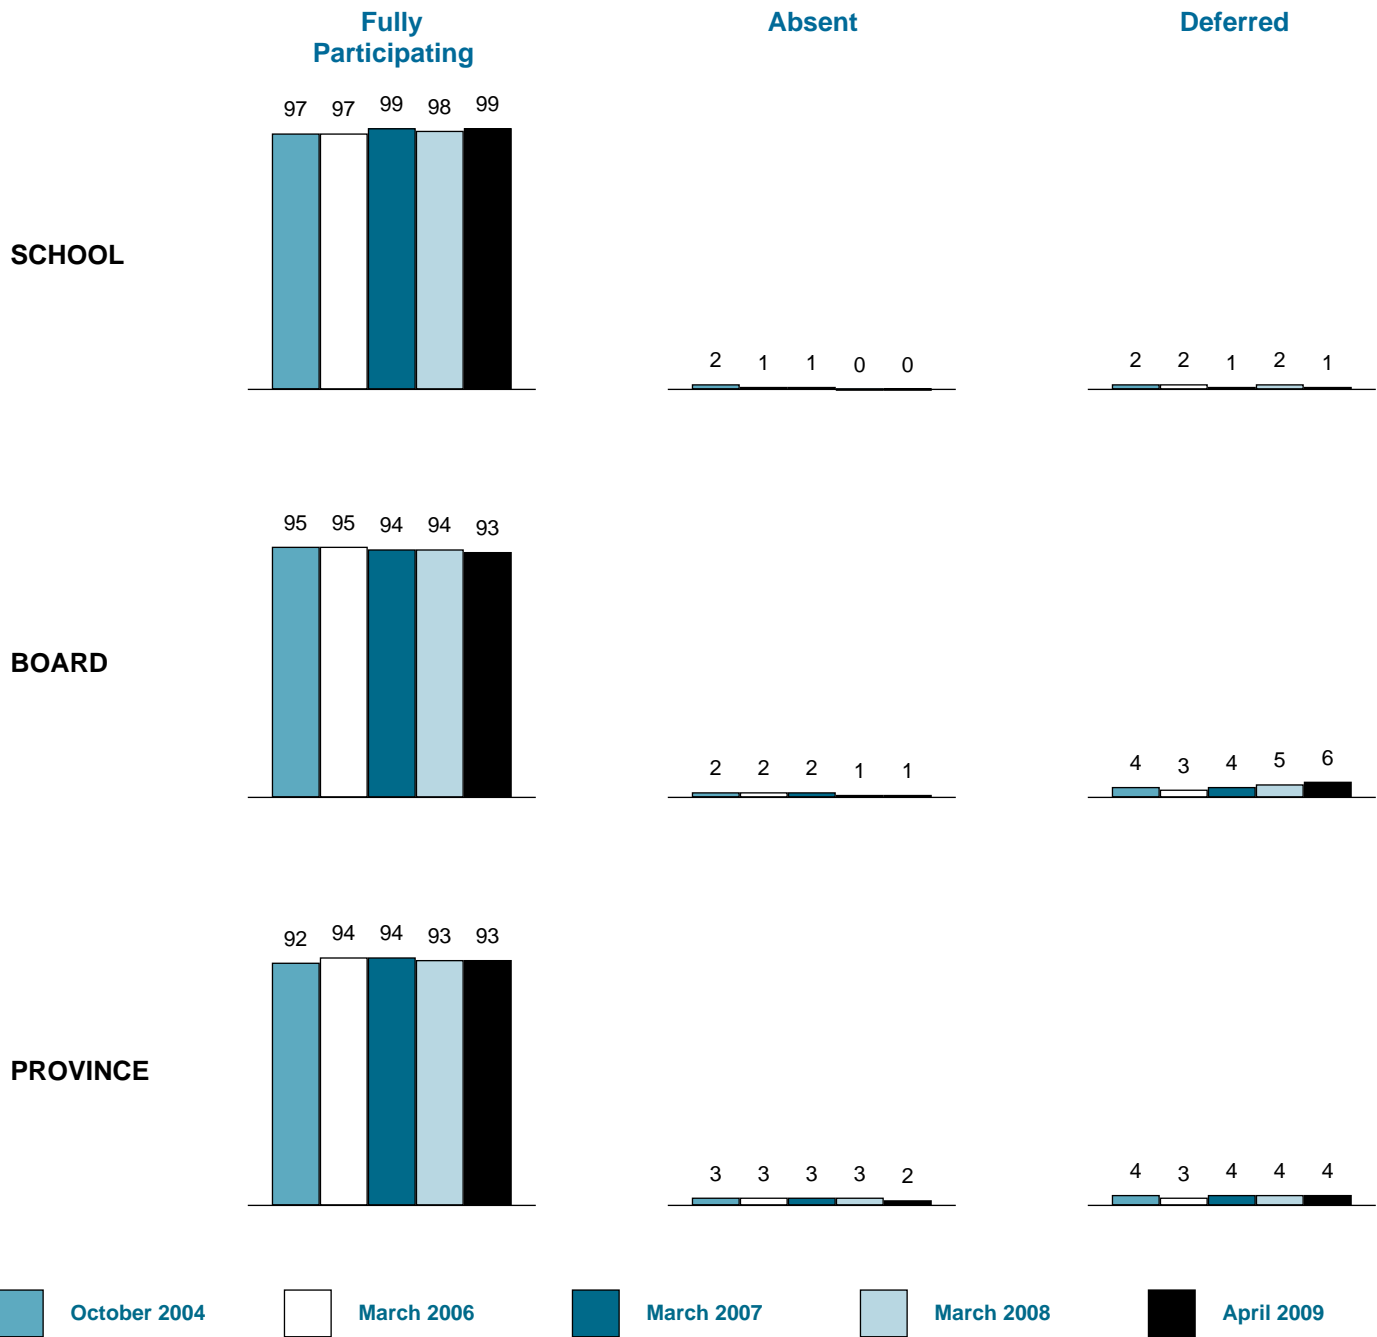 Fully
Participating
Absent
Deferred
97 97 99 98 99
2 1 1 0 0
2 2 1 2 1
SCHOOL
95 95 94 94 93
2 2 2 1 1
4 3 4 5 6
BOARD
92 94 94 93 93
3 3 3 3 2
4 3 4 4 4
PROVINCE
October 2004 March 2006 March 2007 March 2008 April 2009